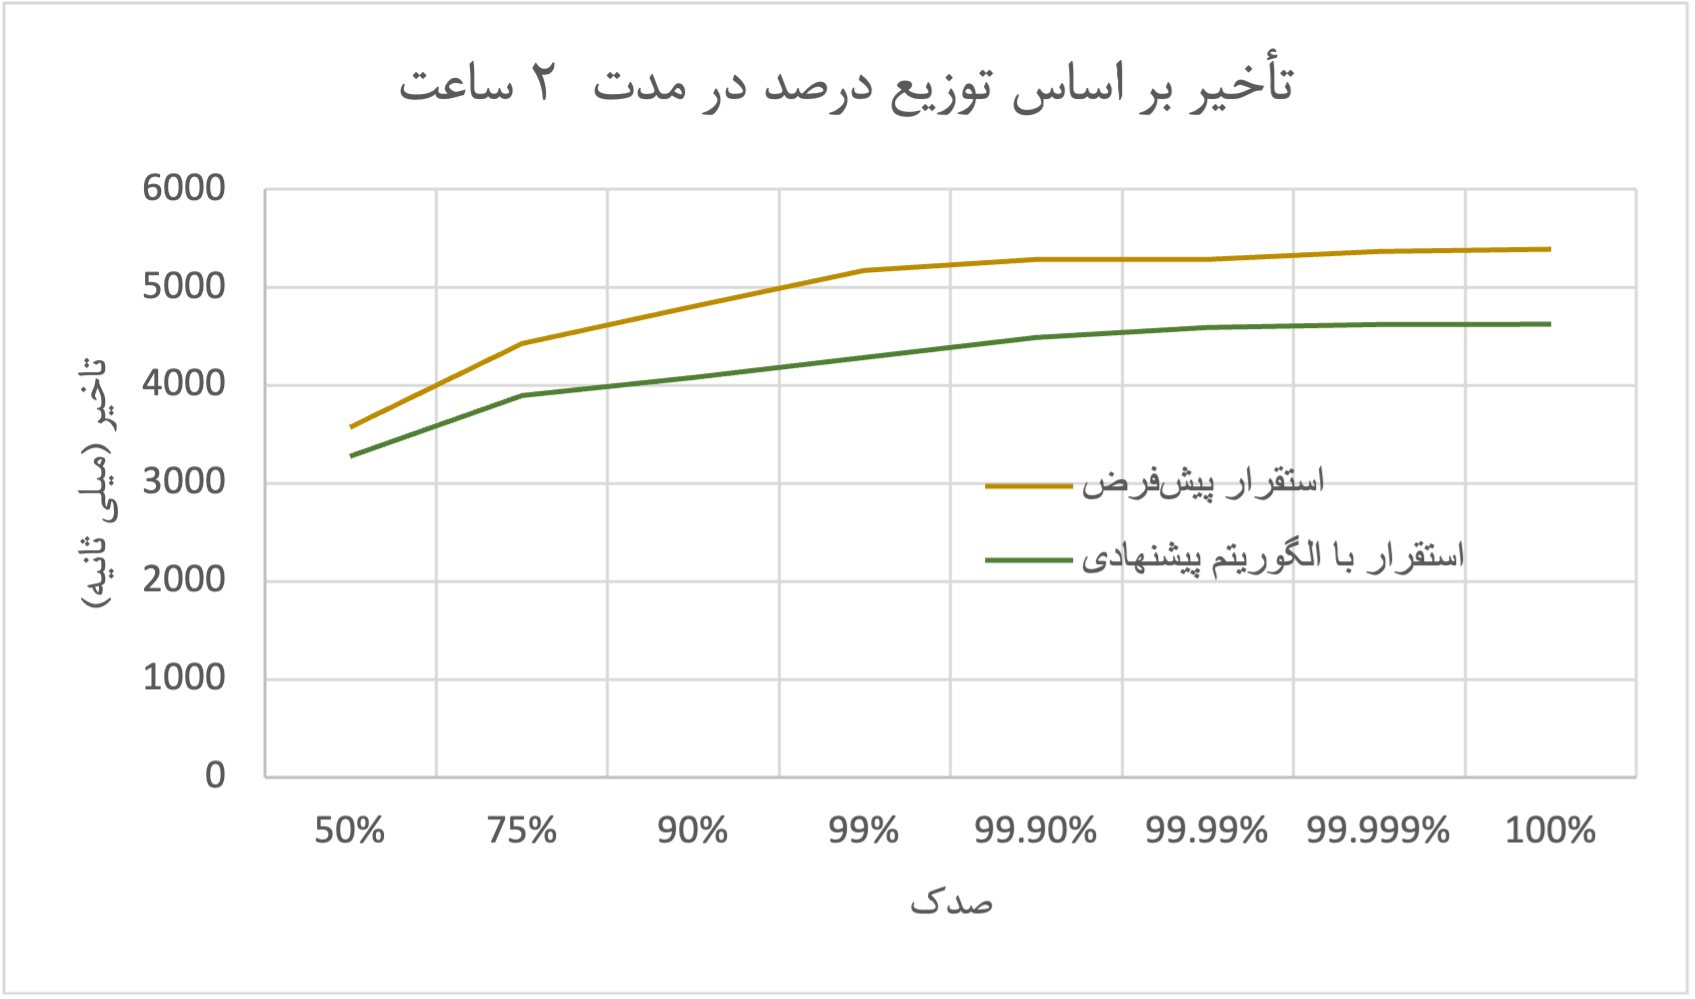 تأخیر بر اساس توزیع درصد در مدت ۲ ساعت
تاخیر (میلی ثانیه)
6000
5000
4000
3000
2000
1000
0
استقرار پیش‌فرض
استقرار با الگوریتم پیشنهادی
50% 75% 90% 99% 99.90% 99.99% 99.999% 100%
صدک